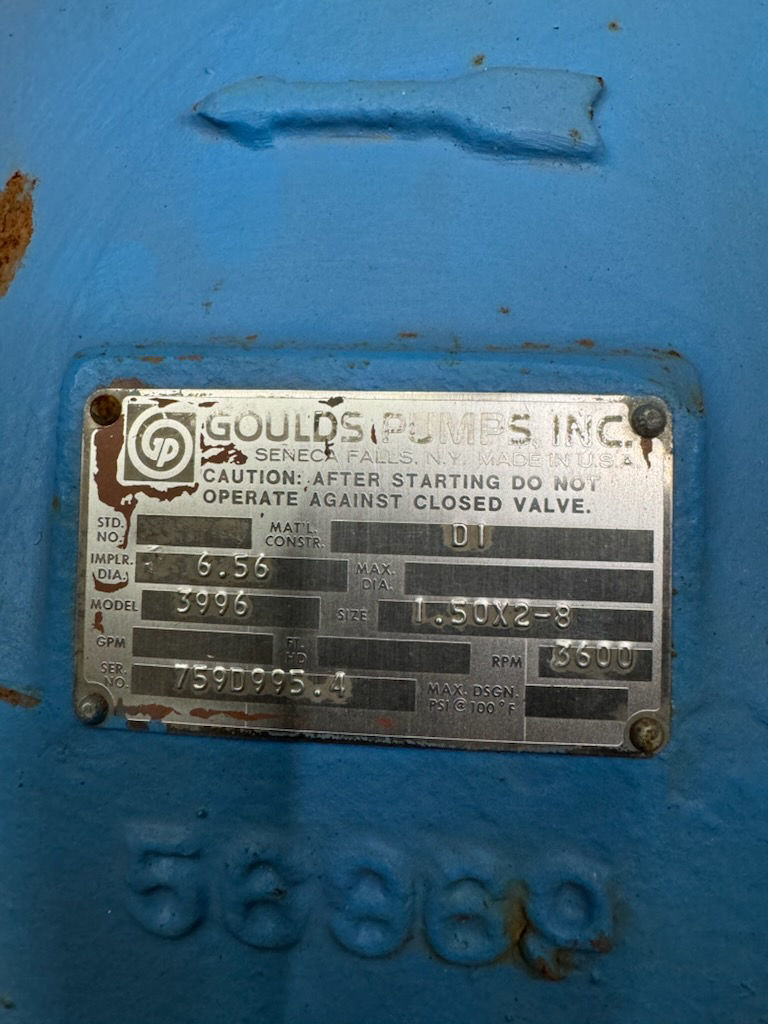 GP
GOULDS PUMPS, INC.
SENECA FALLS, N.Y. MADE IN U.S.A.
CAUTION: AFTER STARTING DO NOT
OPERATE AGAINST CLOSED VALVE.
STD. NO. MAT'L. CONSTR. DI
IMPLR. DIA. 6.56 MAX. DIA.
MODEL 3996 SIZE 1.50X2-8
GPM FT. HD RPM 3600
SER. NO. 759D995.4 MAX. DSGN. PSI @ 100°F
56969